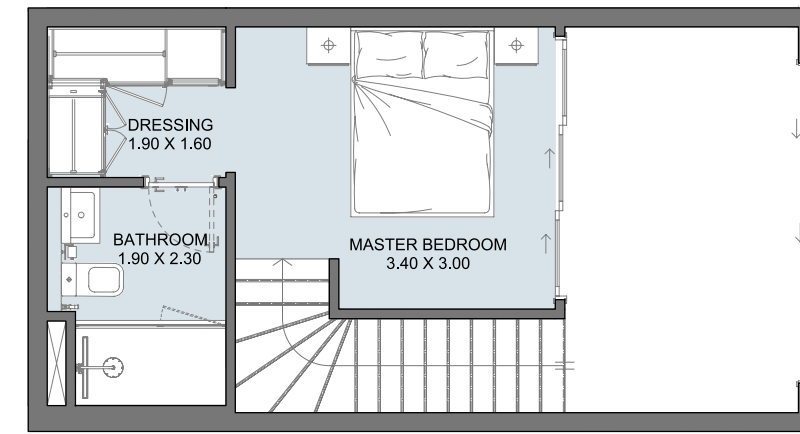 DRESSING
1.90 X 1.60
BATHROOM
1.90 X 2.30
MASTER BEDROOM
3.40 X 3.00